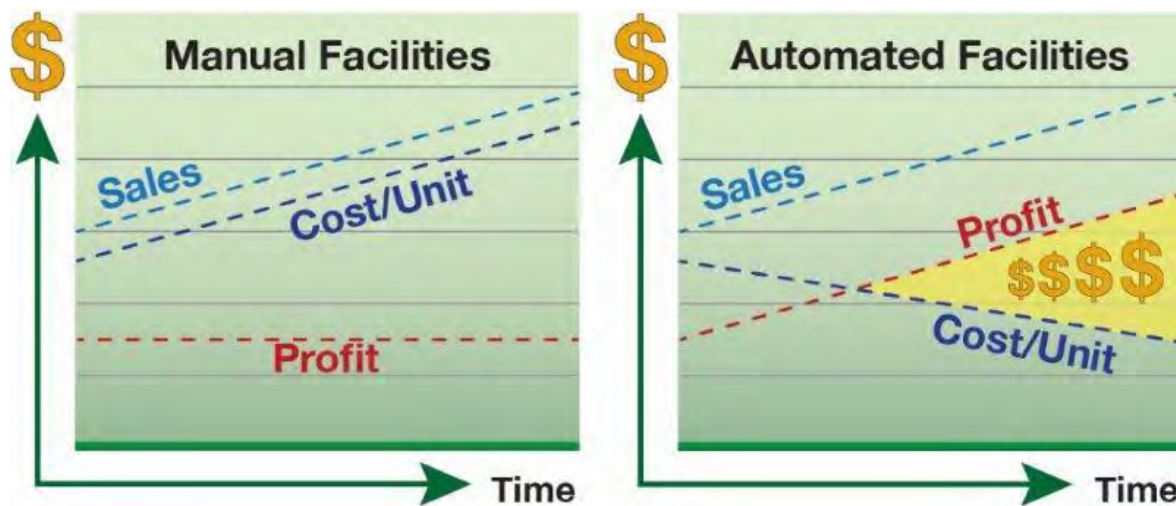 $
Manual Facilities
Sales
Cost/Unit
Profit
Time
$
Automated Facilities
Sales
Profit
$$$$
Cost/Unit
Time